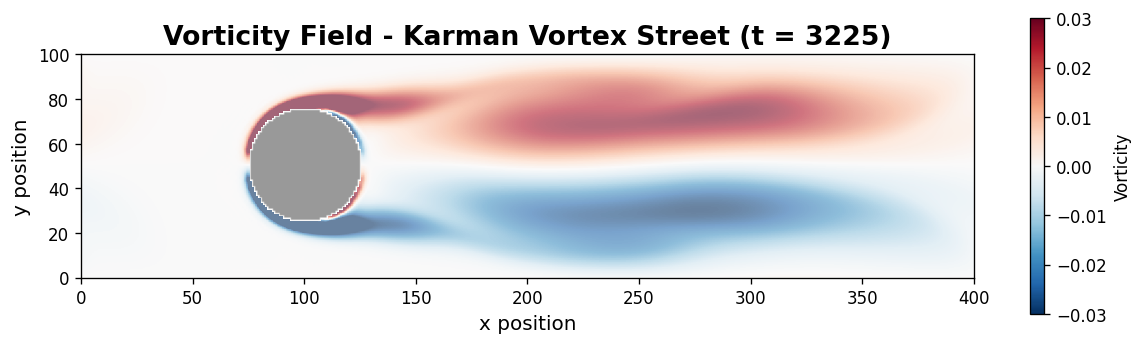 Vorticity Field - Karman Vortex Street (t = 3225)
100
80
60
40
20
0
y position
0 50 100 150 200 250 300 350 400
x position
0.03
0.02
0.01
0.00
−0.01
−0.02
−0.03
Vorticity